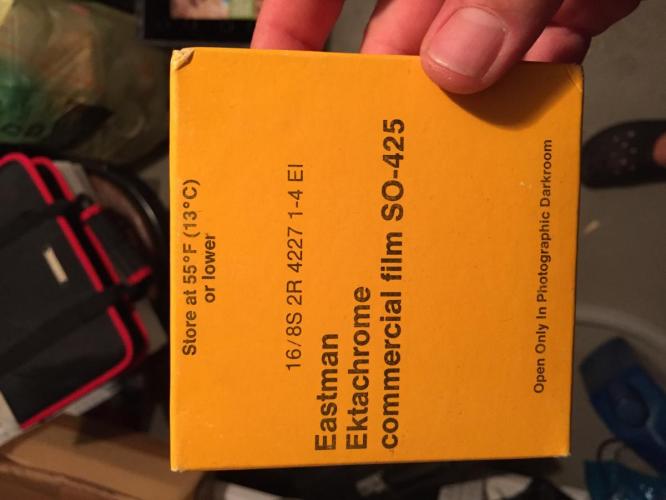 Store at 55°F (13°C)
or lower
16/8S 2R 4227 1-4 EI
Eastman
Ektachrome
commercial film SO-425
Open Only In Photographic Darkroom